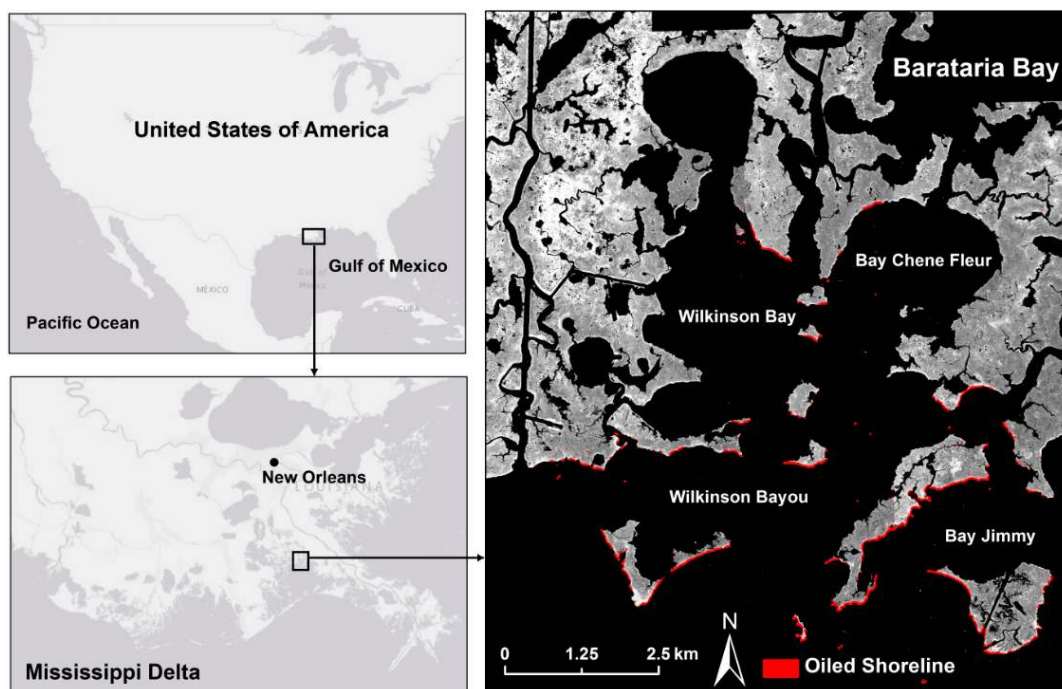 United States of America
Gulf of Mexico
MÉXICO
CUBA
Pacific Ocean
New Orleans
LOUISIANA
Mississippi Delta
Barataria Bay
Bay Chene Fleur
Wilkinson Bay
Wilkinson Bayou
Bay Jimmy
N
0 1.25 2.5 km
Oiled Shoreline